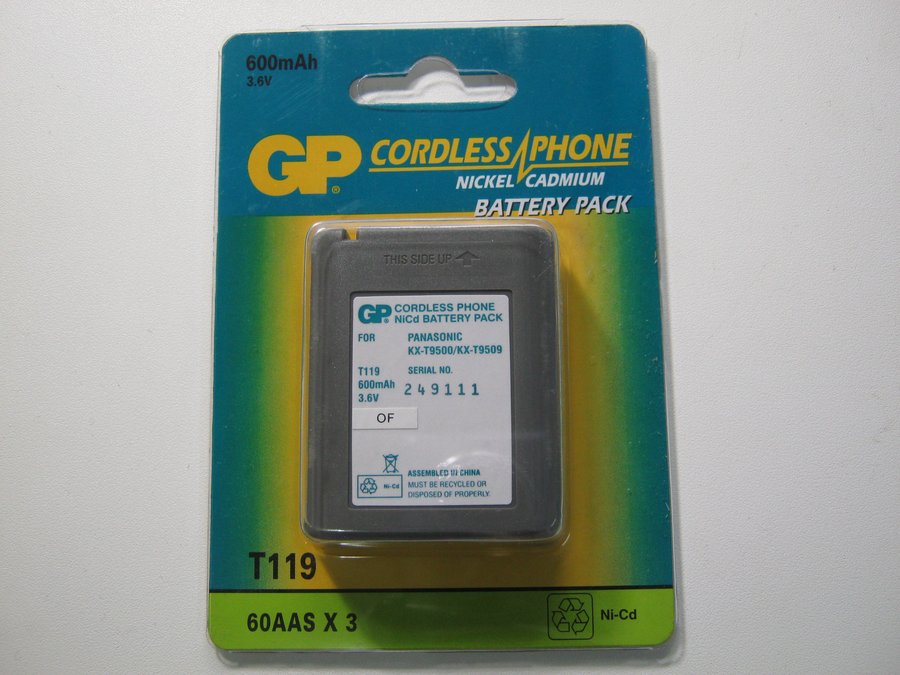 600mAh
3.6V
GP®
CORDLESS PHONE
NICKEL CADMIUM
BATTERY PACK
THIS SIDE UP
GP® CORDLESS PHONE
NiCd BATTERY PACK
FOR PANASONIC
KX-T9500/KX-T9509
T119 SERIAL NO.
600mAh 249111
3.6V
OF
Ni-Cd
ASSEMBLED IN CHINA
MUST BE RECYCLED OR
DISPOSED OF PROPERLY.
T119
60AAS X 3
Ni-Cd